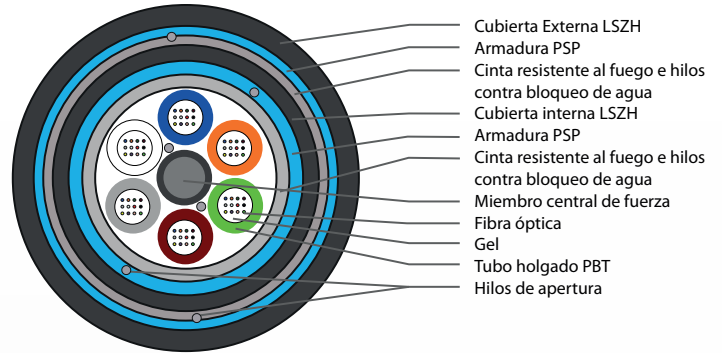 Cubierta Externa LSZH
Armadura PSP
Cinta resistente al fuego e hilos
contra bloqueo de agua
Cubierta interna LSZH
Armadura PSP
Cinta resistente al fuego e hilos
contra bloqueo de agua
Miembro central de fuerza
Fibra óptica
Gel
Tubo holgado PBT
Hilos de apertura